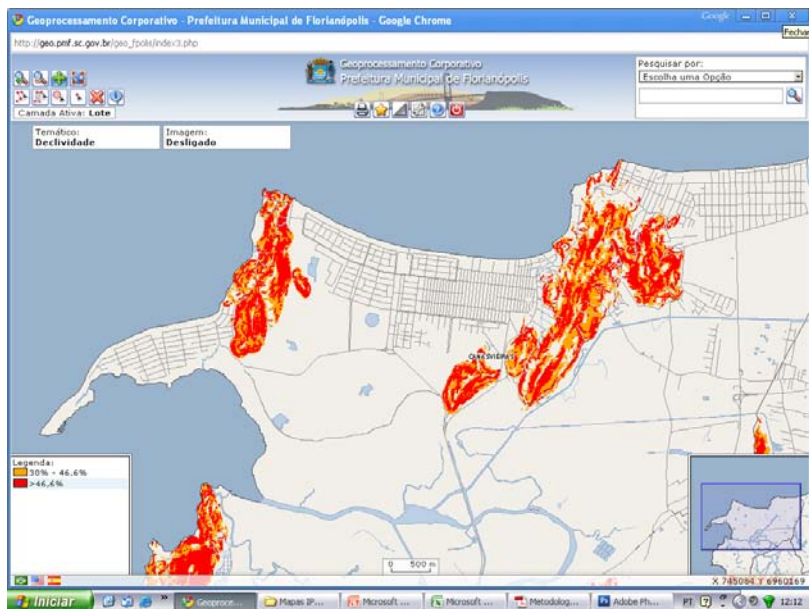 Geoprocessamento Corporativo - Prefeitura Municipal de Florianópolis - Google Chrome
Google
Fechar
http://geo.pmf.sc.gov.br/geo_fpolis/index3.php
Geoprocessamento Corporativo
Prefeitura Municipal de Florianópolis
Pesquisar por:
Escolha uma Opção
Camada Ativa: Lote
Temático:
Declividade
Imagem:
Desligado
CANASVIEIRAS
Legenda:
30% - 46,6%
>46,6%
0 500 m
X 745084 Y 6960169
Iniciar
Geoproce...
Mapas IP...
Microsoft ...
Microsoft ...
Metodolog...
Adobe Ph...
PT
12:12